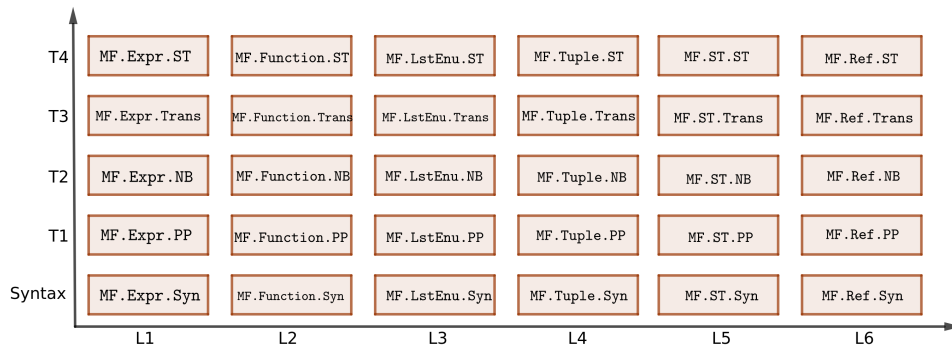 T4 MF.Expr.ST MF.Function.ST MF.LstEnu.ST MF.Tuple.ST MF.ST.ST MF.Ref.ST
T3 MF.Expr.Trans MF.Function.Trans MF.LstEnu.Trans MF.Tuple.Trans MF.ST.Trans MF.Ref.Trans
T2 MF.Expr.NB MF.Function.NB MF.LstEnu.NB MF.Tuple.NB MF.ST.NB MF.Ref.NB
T1 MF.Expr.PP MF.Function.PP MF.LstEnu.PP MF.Tuple.PP MF.ST.PP MF.Ref.PP
Syntax MF.Expr.Syn MF.Function.Syn MF.LstEnu.Syn MF.Tuple.Syn MF.ST.Syn MF.Ref.Syn
L1 L2 L3 L4 L5 L6